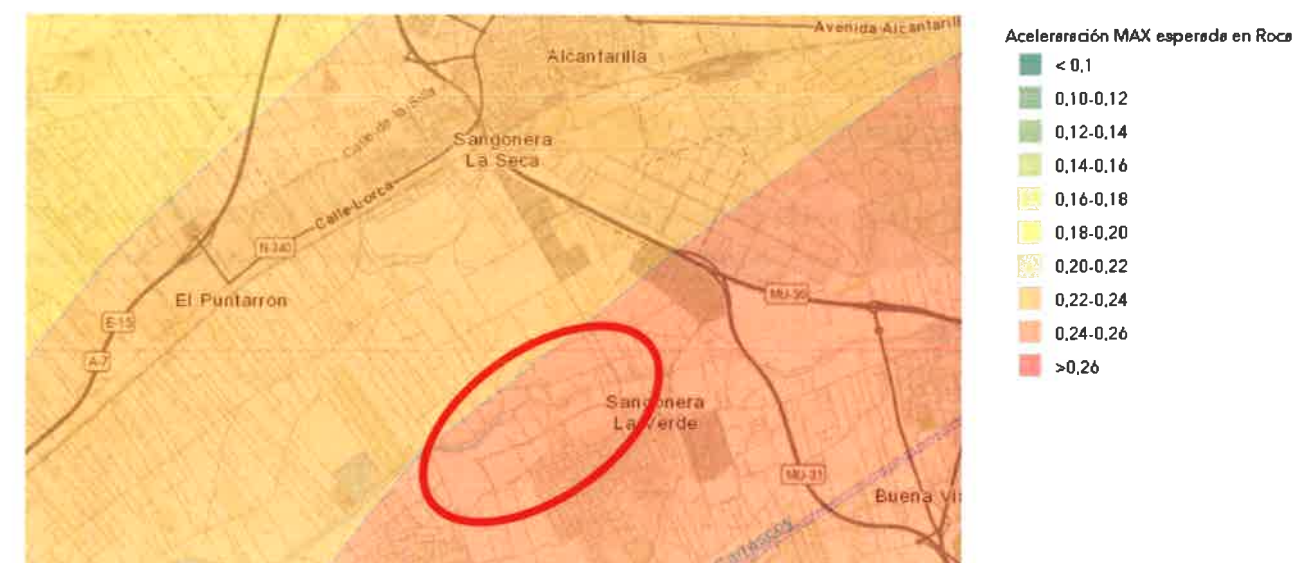 Aceleraración MAX esperada en Roca
< 0,1
0,10-0,12
0,12-0,14
0,14-0,16
0,16-0,18
0,18-0,20
0,20-0,22
0,22-0,24
0,24-0,26
>0,26
Avenida Alcantarill
Alcantarilla
Calle de la Silla
Sangonera
La Seca
Calle-Lorca
N-340
El Puntarrón
E-15
A-7
MU-30
Sangonera
La Verde
MU-31
Buena Vi